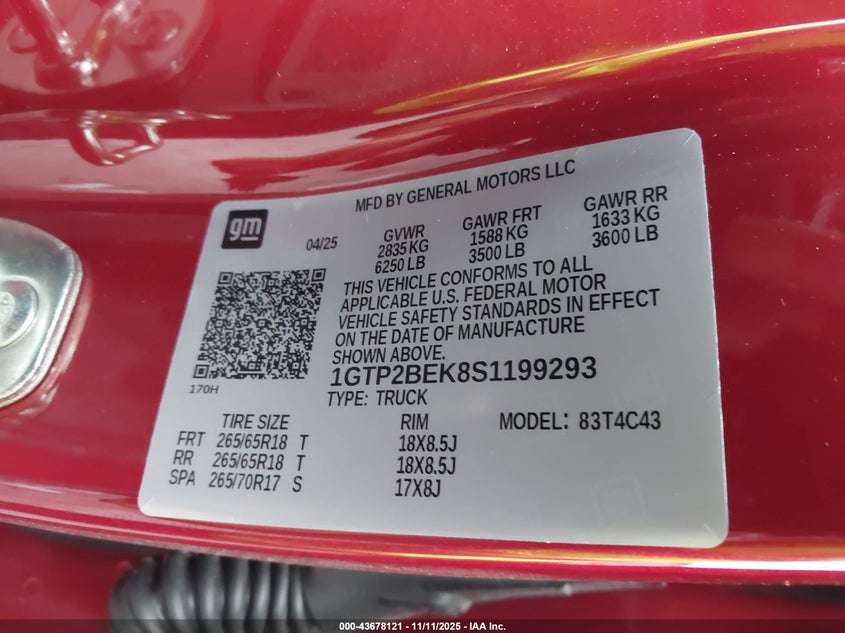 MFD BY GENERAL MOTORS LLC
gm
04/25
GVWR GAWR FRT GAWR RR
2835 KG 1588 KG 1633 KG
6250 LB 3500 LB 3600 LB
THIS VEHICLE CONFORMS TO ALL
APPLICABLE U.S. FEDERAL MOTOR
VEHICLE SAFETY STANDARDS IN EFFECT
ON THE DATE OF MANUFACTURE
SHOWN ABOVE.
170H
1GTP2BEK8S1199293
TYPE: TRUCK
TIRE SIZE RIM MODEL: 83T4C43
FRT 265/65R18 T 18X8.5J
RR 265/65R18 T 18X8.5J
SPA 265/70R17 S 17X8J
000-43678121 - 11/11/2025 - IAA Inc.